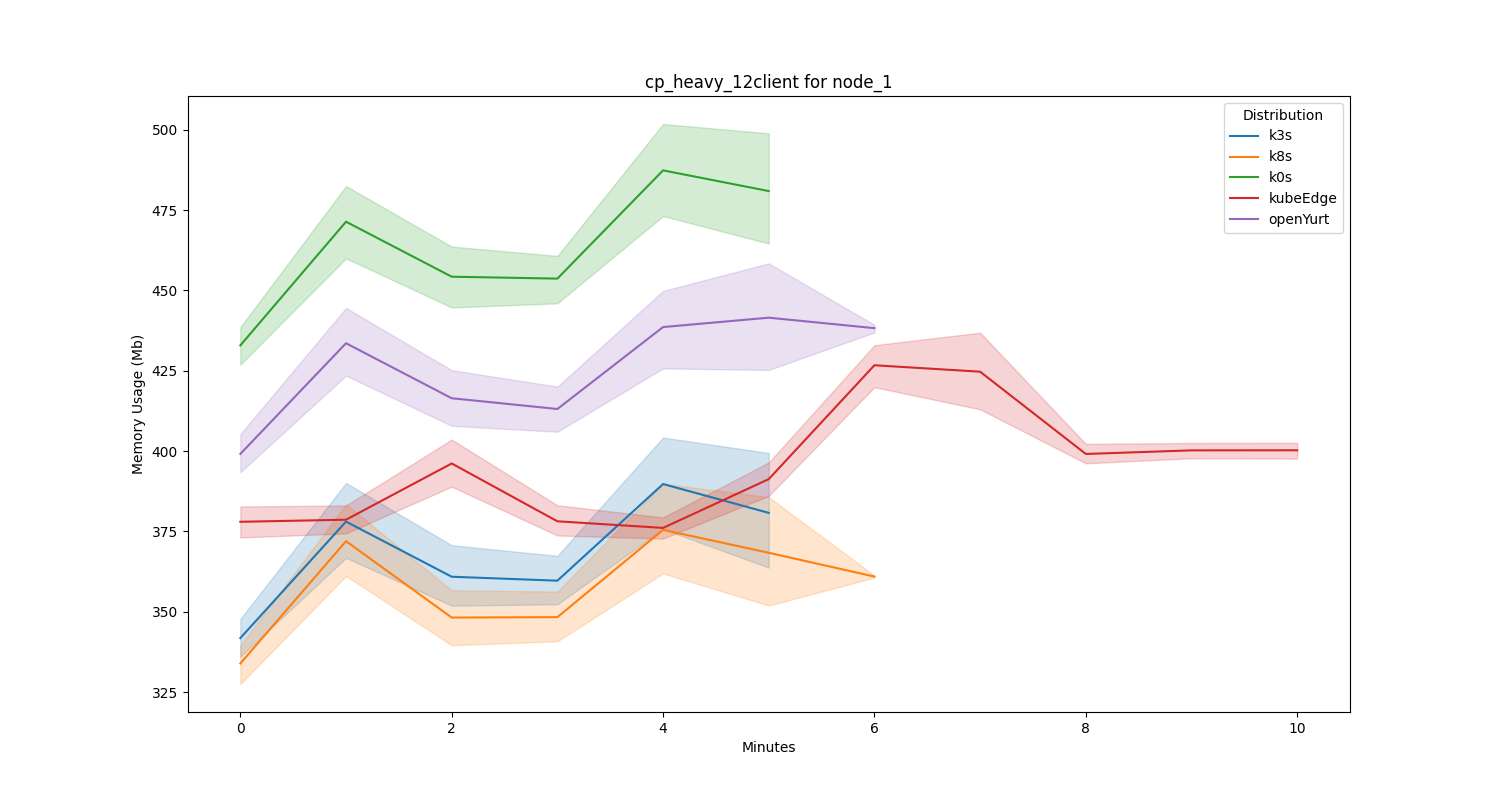 cp_heavy_12client for node_1
Distribution
k3s
k8s
k0s
kubeEdge
openYurt
Memory Usage (Mb)
500
475
450
425
400
375
350
325
0 2 4 6 8 10
Minutes